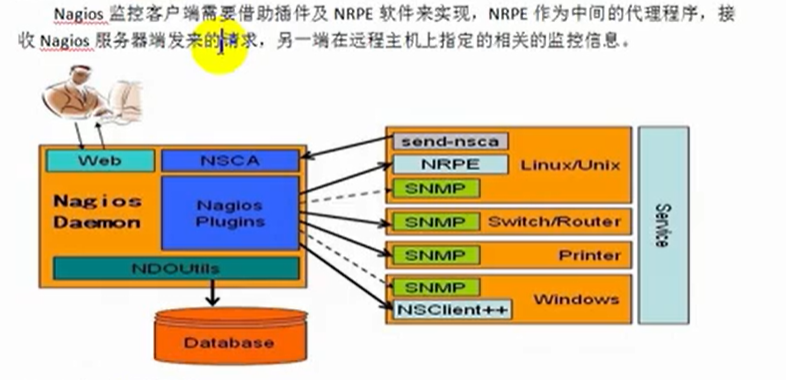 Nagios 监控客户端需要借助插件及 NRPE 软件来实现，NRPE 作为中间的代理程序，接
收 Nagios 服务器端发来的请求，另一端在远程主机上指定的相关的监控信息。
send-nsca
Web
NSCA
NRPE
Linux/Unix
SNMP
Nagios
Daemon
Nagios
Plugins
SNMP
Switch/Router
Service
SNMP
Printer
NDOUtils
SNMP
Windows
NSClient++
Database